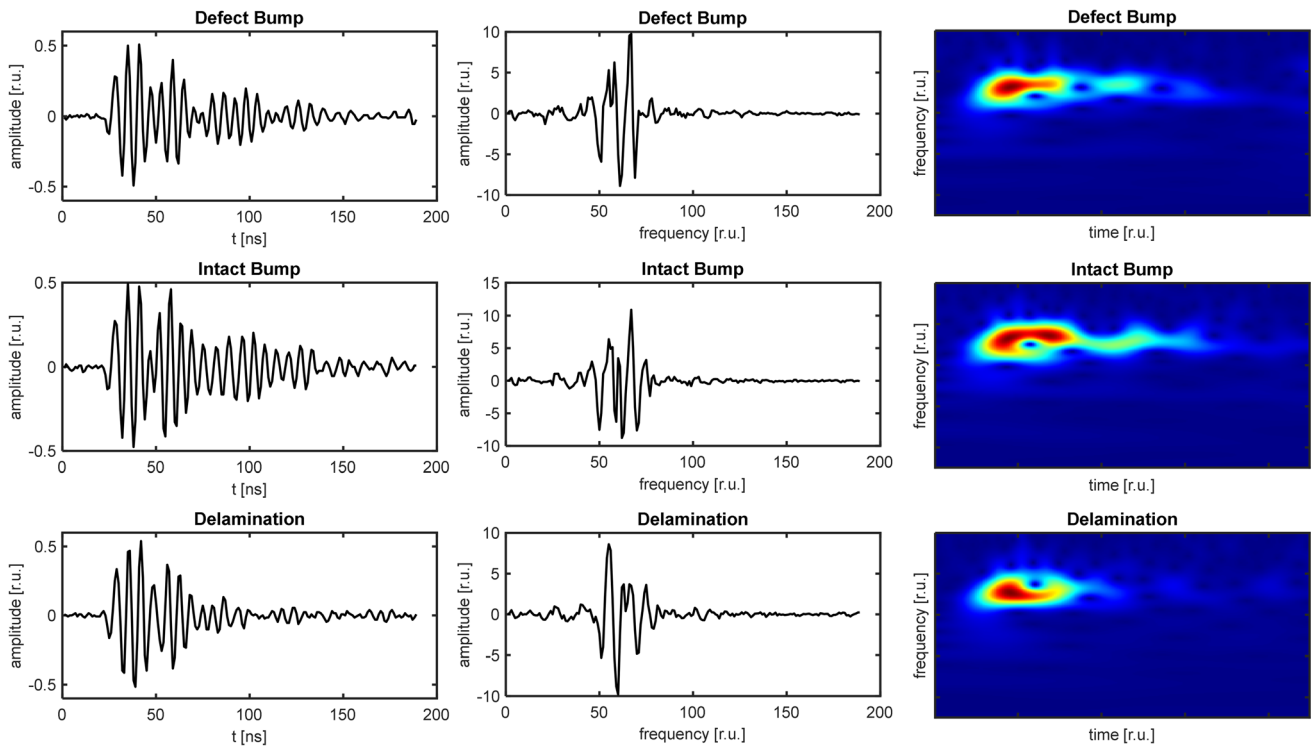 Defect Bump
amplitude [r.u.]
0.5
0
-0.5
0 50 100 150 200
t [ns]
Defect Bump
amplitude [r.u.]
10
5
0
-5
-10
0 50 100 150 200
frequency [r.u.]
Defect Bump
frequency [r.u.]
time [r.u.]
Intact Bump
amplitude [r.u.]
0.5
0
-0.5
0 50 100 150 200
t [ns]
Intact Bump
amplitude [r.u.]
15
10
5
0
-5
-10
0 50 100 150 200
frequency [r.u.]
Intact Bump
frequency [r.u.]
time [r.u.]
Delamination
amplitude [r.u.]
0.5
0
-0.5
0 50 100 150 200
t [ns]
Delamination
amplitude [r.u.]
10
5
0
-5
-10
0 50 100 150 200
frequency [r.u.]
Delamination
frequency [r.u.]
time [r.u.]